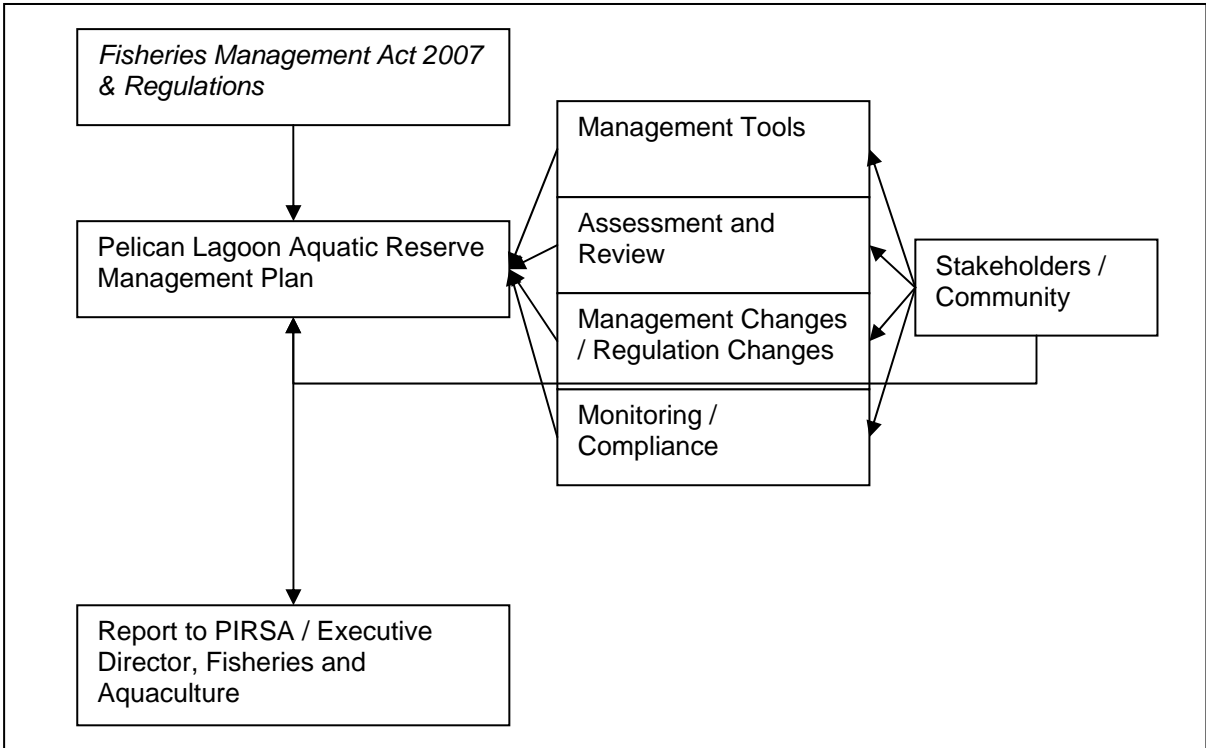 Fisheries Management Act 2007
& Regulations
Management Tools
Pelican Lagoon Aquatic Reserve
Management Plan
Assessment and
Review
Stakeholders /
Community
Management Changes
/ Regulation Changes
Monitoring /
Compliance
Report to PIRSA / Executive
Director, Fisheries and
Aquaculture